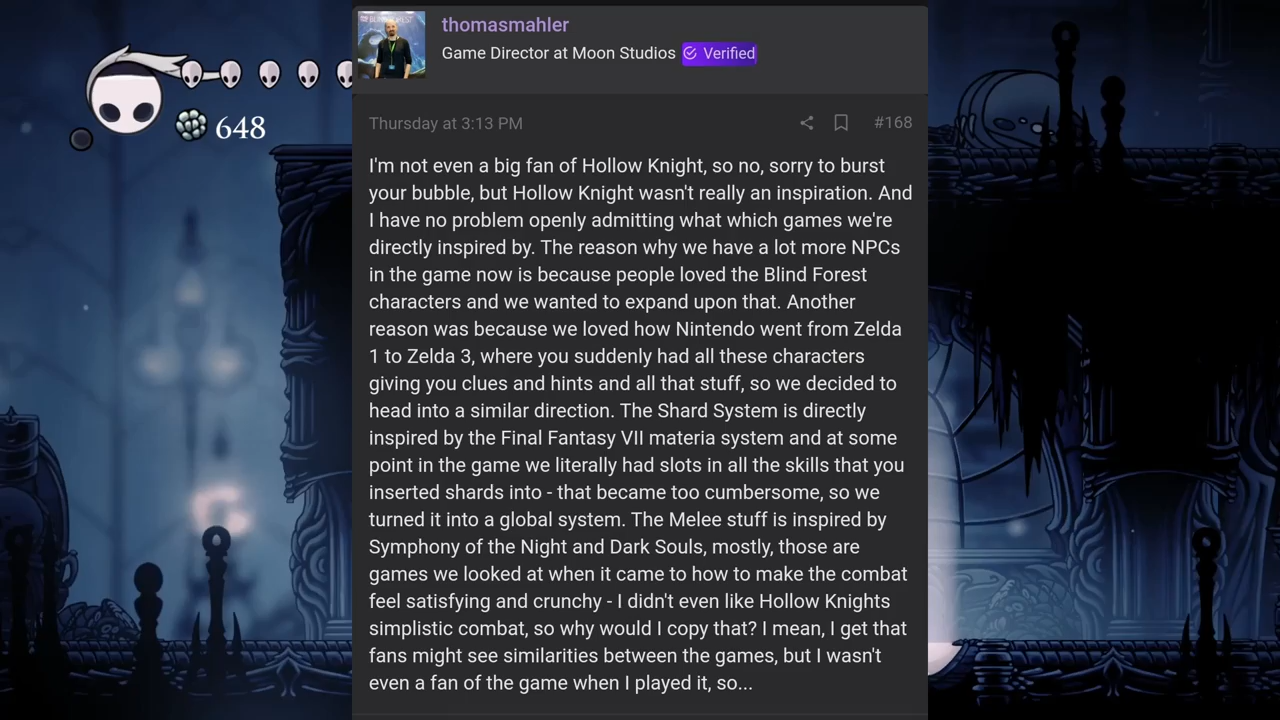 thomasmahler
Game Director at Moon Studios Verified
648
Thursday at 3:13 PM #168
I'm not even a big fan of Hollow Knight, so no, sorry to burst
your bubble, but Hollow Knight wasn't really an inspiration. And
I have no problem openly admitting what which games we're
directly inspired by. The reason why we have a lot more NPCs
in the game now is because people loved the Blind Forest
characters and we wanted to expand upon that. Another
reason was because we loved how Nintendo went from Zelda
1 to Zelda 3, where you suddenly had all these characters
giving you clues and hints and all that stuff, so we decided to
head into a similar direction. The Shard System is directly
inspired by the Final Fantasy VII materia system and at some
point in the game we literally had slots in all the skills that you
inserted shards into - that became too cumbersome, so we
turned it into a global system. The Melee stuff is inspired by
Symphony of the Night and Dark Souls, mostly, those are
games we looked at when it came to how to make the combat
feel satisfying and crunchy - I didn't even like Hollow Knights
simplistic combat, so why would I copy that? I mean, I get that
fans might see similarities between the games, but I wasn't
even a fan of the game when I played it, so...